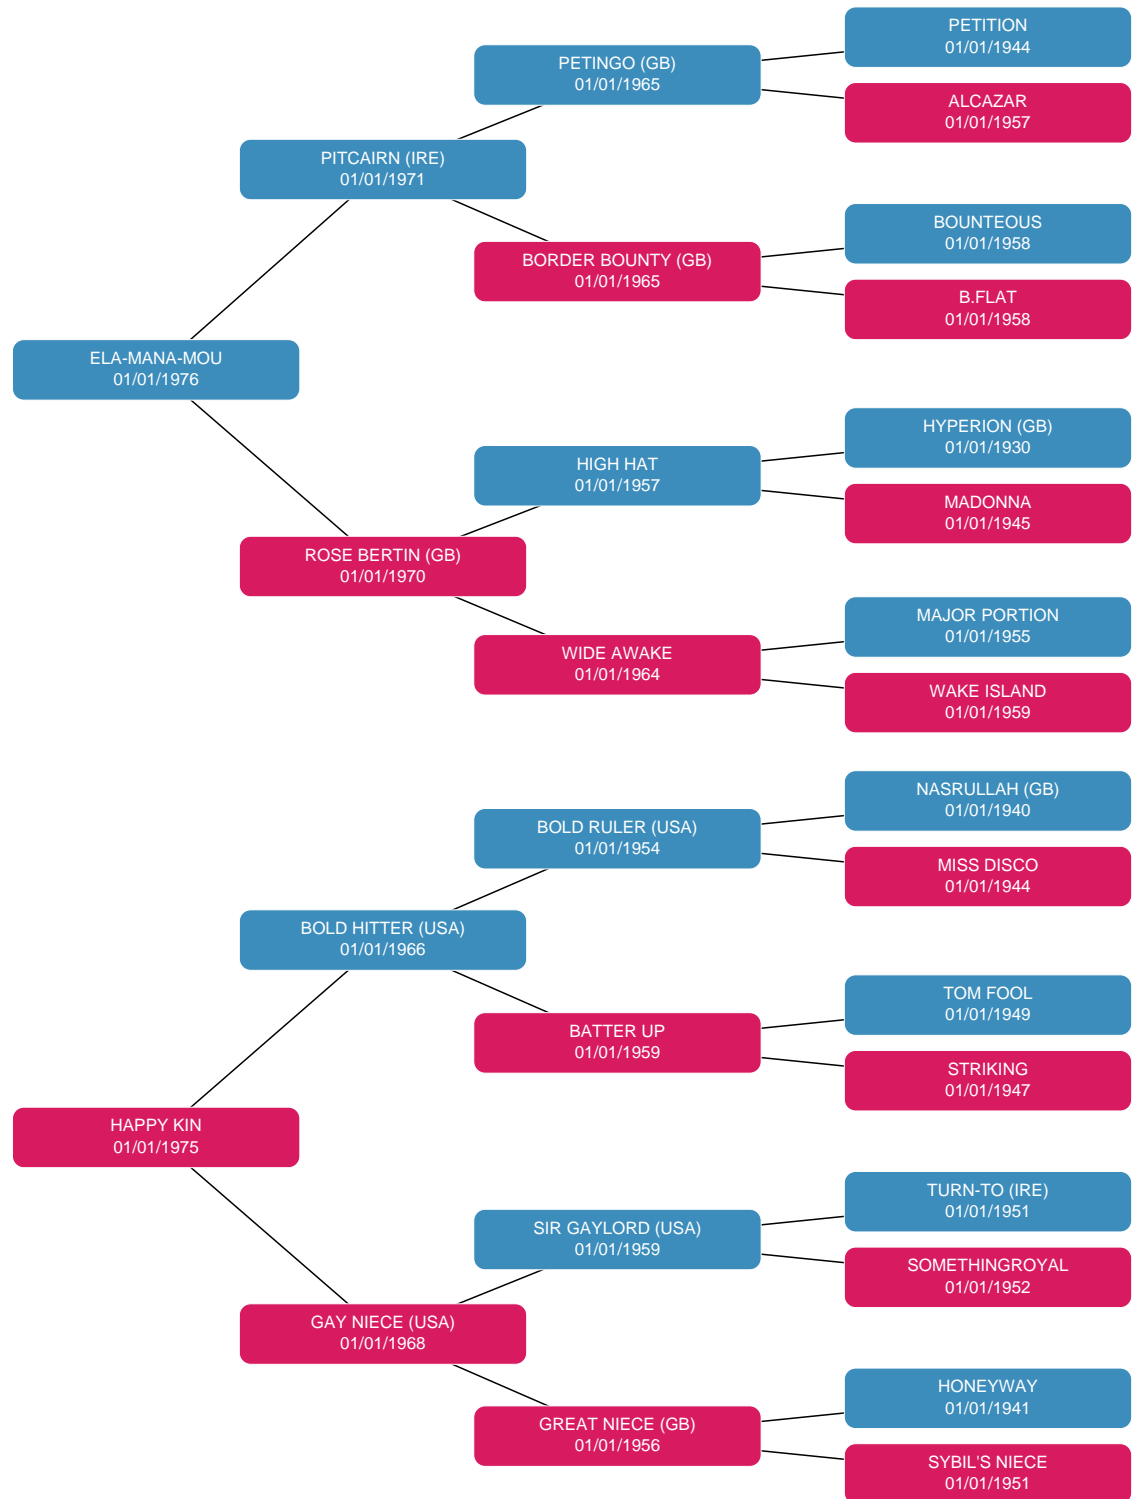 PETITION
01/01/1944
PETINGO (GB)
01/01/1965
ALCAZAR
01/01/1957
PITCAIRN (IRE)
01/01/1971
BOUNTEOUS
01/01/1958
BORDER BOUNTY (GB)
01/01/1965
B.FLAT
01/01/1958
ELA-MANA-MOU
01/01/1976
HYPERION (GB)
01/01/1930
HIGH HAT
01/01/1957
MADONNA
01/01/1945
ROSE BERTIN (GB)
01/01/1970
MAJOR PORTION
01/01/1955
WIDE AWAKE
01/01/1964
WAKE ISLAND
01/01/1959
NASRULLAH (GB)
01/01/1940
BOLD RULER (USA)
01/01/1954
MISS DISCO
01/01/1944
BOLD HITTER (USA)
01/01/1966
TOM FOOL
01/01/1949
BATTER UP
01/01/1959
STRIKING
01/01/1947
HAPPY KIN
01/01/1975
TURN-TO (IRE)
01/01/1951
SIR GAYLORD (USA)
01/01/1959
SOMETHINGROYAL
01/01/1952
GAY NIECE (USA)
01/01/1968
HONEYWAY
01/01/1941
GREAT NIECE (GB)
01/01/1956
SYBIL'S NIECE
01/01/1951